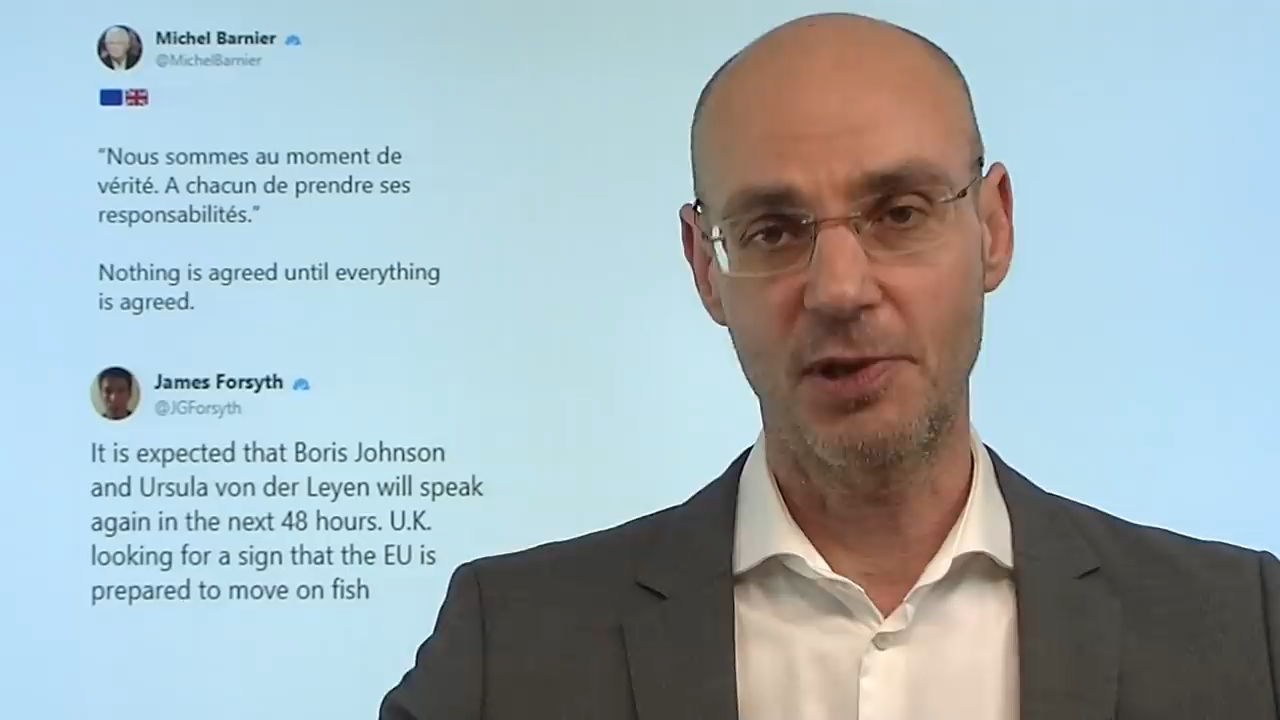 Michel Barnier
@MichelBarnier
“Nous sommes au moment de
vérité. A chacun de prendre ses
responsabilités.”
Nothing is agreed until everything
is agreed.
James Forsyth
@JGForsyth
It is expected that Boris Johnson
and Ursula von der Leyen will speak
again in the next 48 hours. U.K.
looking for a sign that the EU is
prepared to move on fish